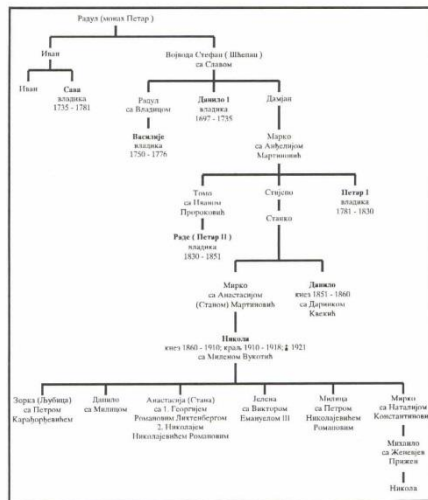 Радул (монах Петар)
Иван
Војвода Стефан ( Шћепан )
са Славом
Иван
Сава
владика
1735 - 1781
Радул
са Владицом
Данило I
владика
1697 - 1735
Дамјан
Василије
владика
1750 - 1776
Марко
са Анђелијом
Мартиновић
Томо
са Иваном
Пророковић
Стијепо
Петар I
владика
1781 - 1830
Раде ( Петар II )
владика
1830 - 1851
Станко
Мирко
са Анастасијом
(Станом) Мартиновић
Данило
кнез 1851 - 1860
са Даринком
Квекић
Никола
кнез 1860 - 1910; краљ 1910 - 1918; 1921
са Миленом Вукотић
Зорка (Љубица)
са Петром
Карађорђевићем
Данило
са Милицом
Анастасија (Стана)
са 1. Георгијем
Романовим Лихтенбергом
2. Николајем
Николајевићем Романовим
Јелена
са Виктором
Емануелом III
Милица
са Петром
Николајевићем
Романовим
Мирко
са Наталијом
Константиновић
Михаило
са Женевјев
Прижен
Никола